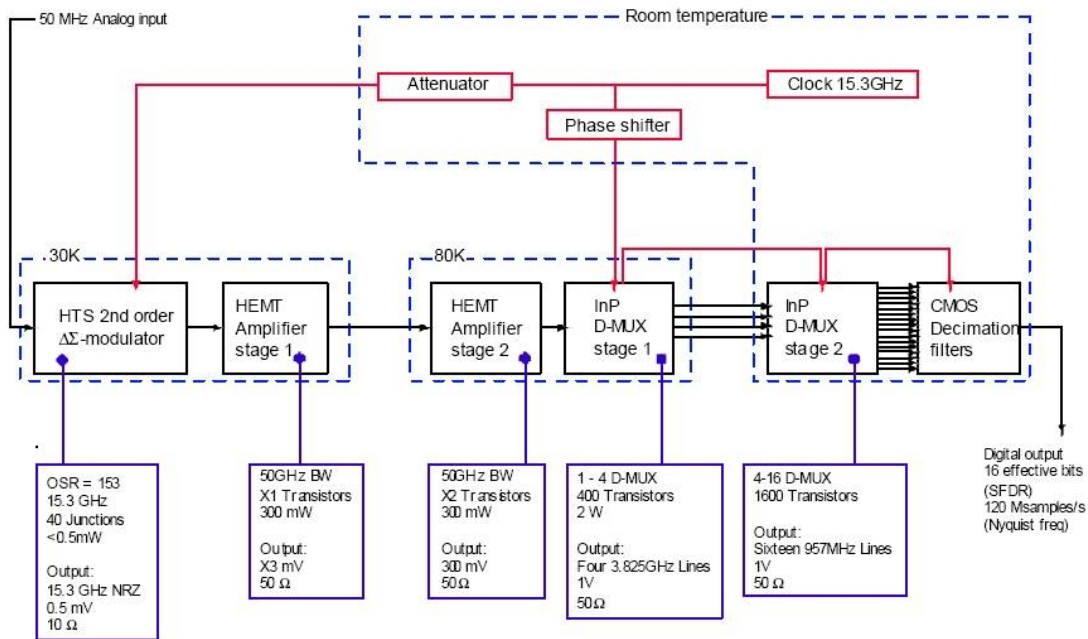 50 MHz Analog input
Room temperature
Attenuator
Clock 15.3GHz
Phase shifter
30K
80K
HTS 2nd order
ΔΣ-modulator
HEMT
Amplifier
stage 1
HEMT
Amplifier
stage 2
InP
D-MUX
stage 1
InP
D-MUX
stage 2
CMOS
Decimation
filters
OSR = 153
15.3 GHz
40 Junctions
<0.5mW
Output:
15.3 GHz NRZ
0.5 mV
10 Ω
50GHz BW
X1 Transistors
300 mW
Output:
X3 mV
50 Ω
50GHz BW
X2 Transistors
300 mW
Output:
300 mV
50Ω
1 - 4 D-MUX
400 Transistors
2 W
Output:
Four 3.825GHz Lines
1V
50Ω
4-16 D-MUX
1600 Transistors
Output:
Sixteen 957MHz Lines
1V
50 Ω
Digital output
16 effective bits
(SFDR)
120 Msamples/s
(Nyquist freq)